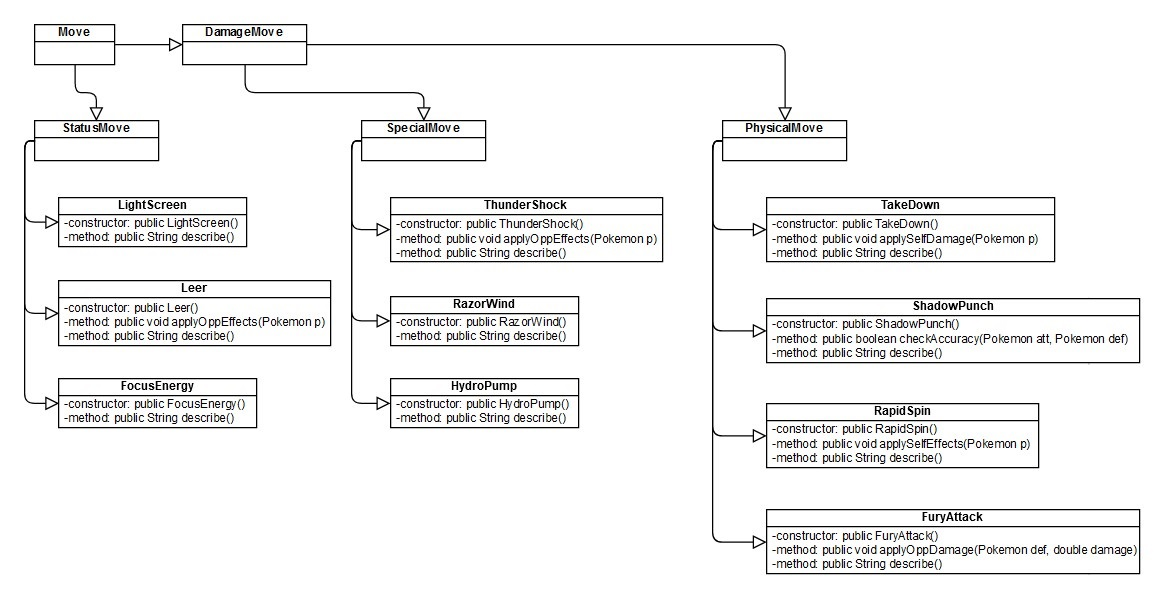 Move
DamageMove
StatusMove
SpecialMove
PhysicalMove
LightScreen
-constructor: public LightScreen()
-method: public String describe()
Leer
-constructor: public Leer()
-method: public void applyOppEffects(Pokemon p)
-method: public String describe()
FocusEnergy
-constructor: public FocusEnergy()
-method: public String describe()
ThunderShock
-constructor: public ThunderShock()
-method: public void applyOppEffects(Pokemon p)
-method: public String describe()
RazorWind
-constructor: public RazorWind()
-method: public String describe()
HydroPump
-constructor: public HydroPump()
-method: public String describe()
TakeDown
-constructor: public TakeDown()
-method: public void applySelfDamage(Pokemon p)
-method: public String describe()
ShadowPunch
-constructor: public ShadowPunch()
-method: public boolean checkAccuracy(Pokemon att, Pokemon def)
-method: public String describe()
RapidSpin
-constructor: public RapidSpin()
-method: public void applySelfEffects(Pokemon p)
-method: public String describe()
FuryAttack
-constructor: public FuryAttack()
-method: public void applyOppDamage(Pokemon def, double damage)
-method: public String describe()